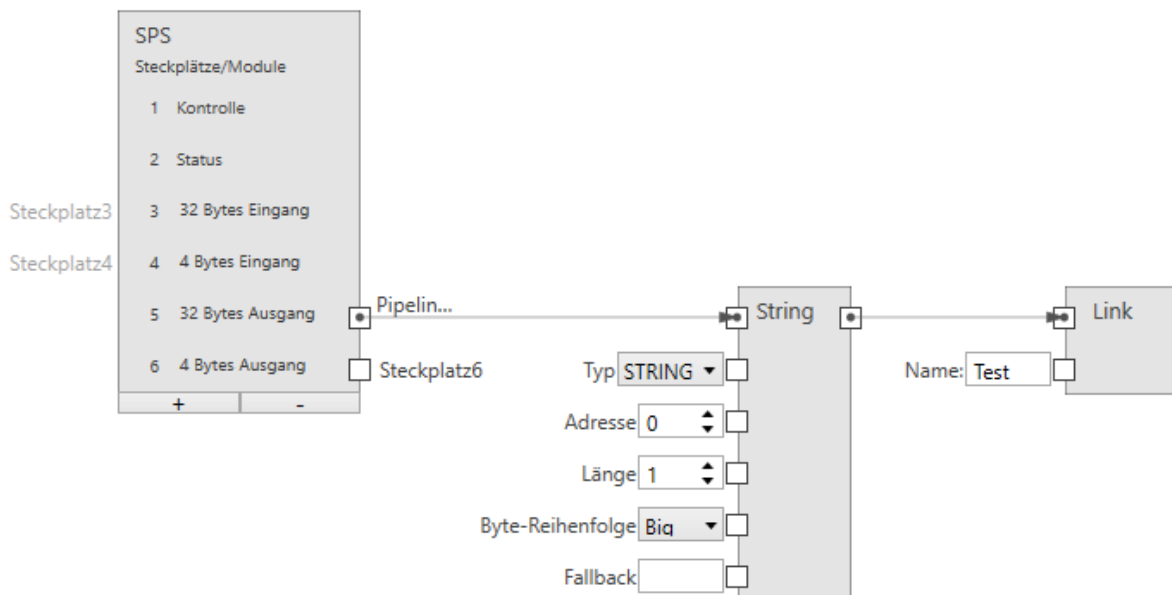 SPS
Steckplätze/Module
1 Kontrolle
2 Status
Steckplatz3 3 32 Bytes Eingang
Steckplatz4 4 4 Bytes Eingang
5 32 Bytes Ausgang Pipelin... String Link
6 4 Bytes Ausgang Steckplatz6 Typ STRING Name: Test
+ -
Adresse 0
Länge 1
Byte-Reihenfolge Big
Fallback